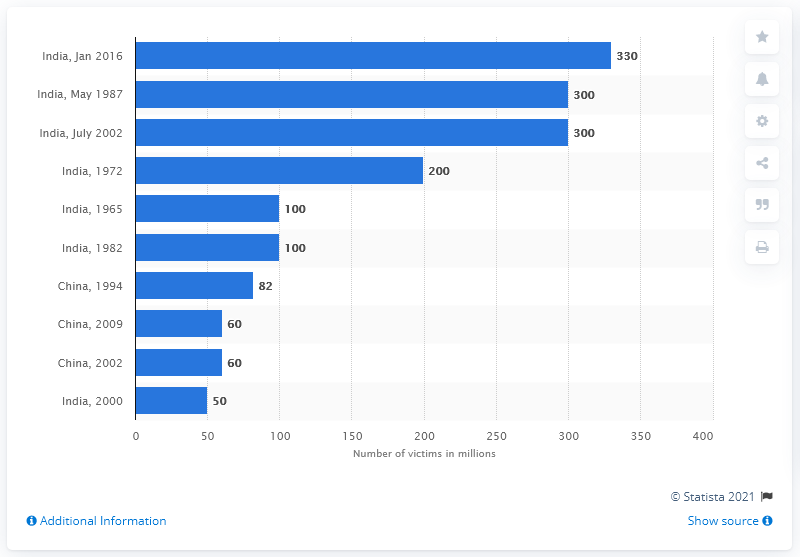 India, Jan 2016 330
India, May 1987 300
India, July 2002 300
India, 1972 200
India, 1965 100
India, 1982 100
China, 1994 82
China, 2009 60
China, 2002 60
India, 2000 50
0 50 100 150 200 250 300 350 400
Number of victims in millions
© Statista 2021
Additional Information Show source